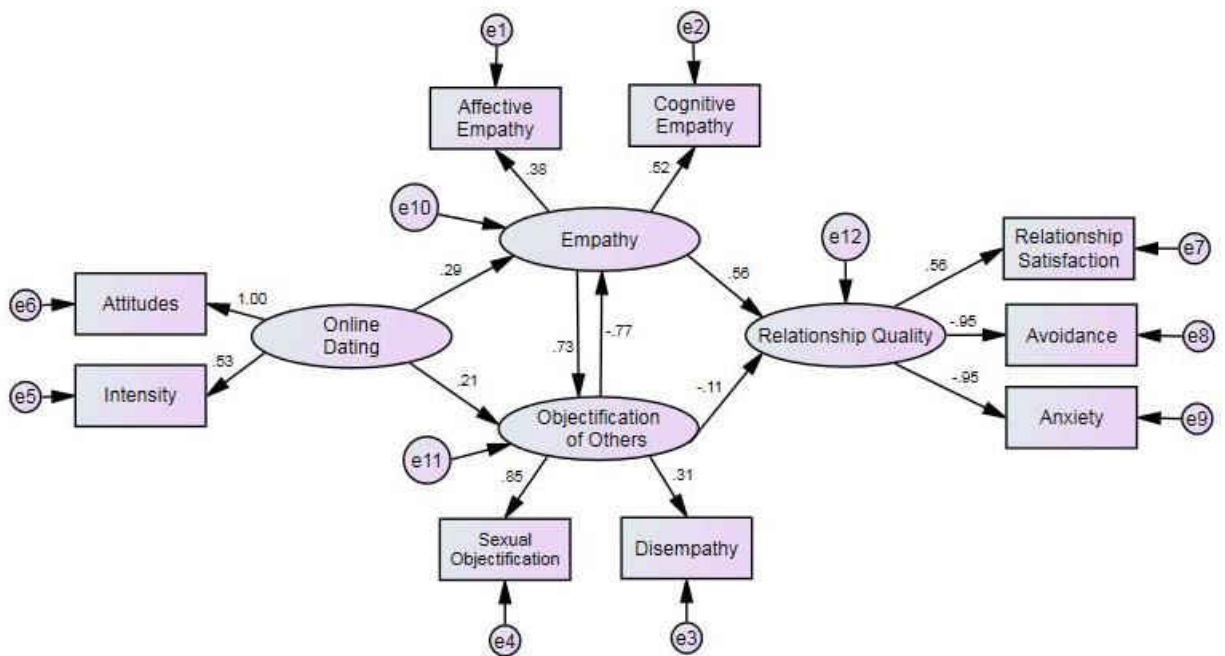 e1
e2
Affective
Empathy
Cognitive
Empathy
.38
.52
e10
Empathy
e12
Relationship
Satisfaction
e7
.29
.56
.56
e6
Attitudes
1.00
Online
Dating
.73
-.77
Relationship Quality
-.95
Avoidance
e8
e5
Intensity
.53
.21
-.11
-.95
Objectification
of Others
Anxiety
e9
e11
.85
.31
Sexual
Objectification
Disempathy
e4
e3